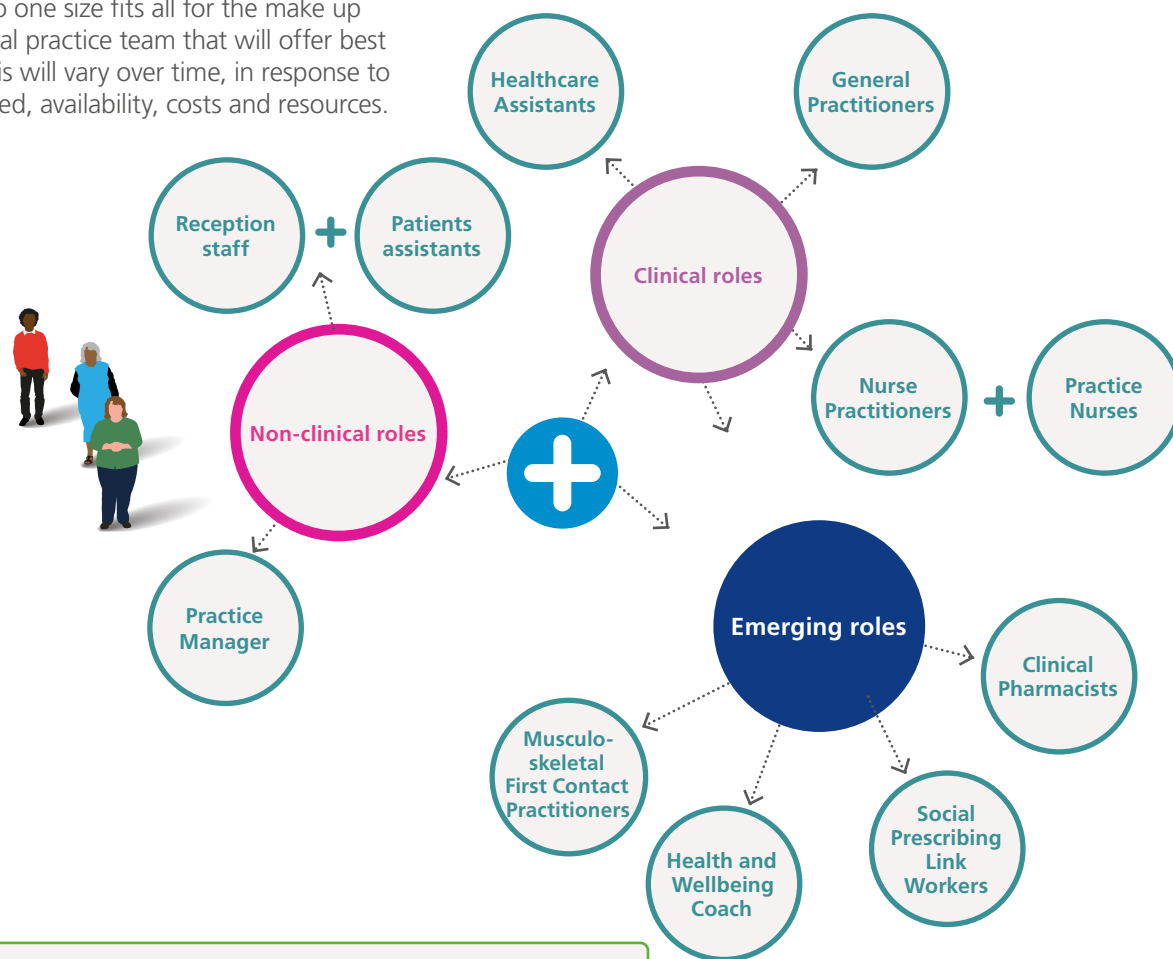 one size fits all for the make up
al practice team that will offer best
is will vary over time, in response to
ed, availability, costs and resources.
Healthcare
Assistants
General
Practitioners
Reception
staff
Patients
assistants
Clinical roles
Non-clinical roles
Nurse
Practitioners
Practice
Nurses
Practice
Manager
Emerging roles
Clinical
Pharmacists
Musculo-
skeletal
First Contact
Practitioners
Social
Prescribing
Link
Workers
Health and
Wellbeing
Coach